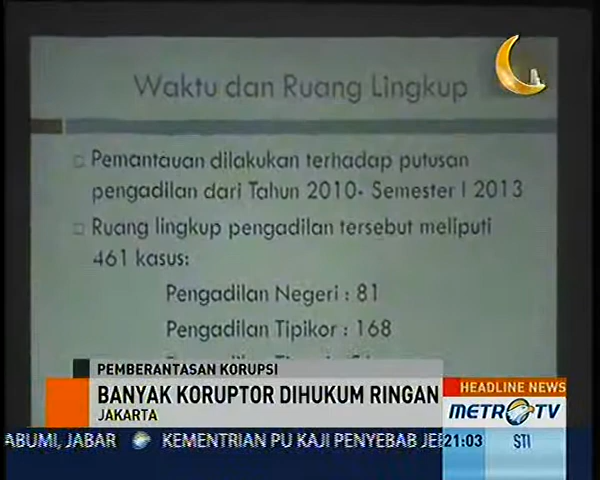 Waktu dan Ruang Lingkup
Pemantauan dilakukan terhadap putusan
pengadilan dari Tahun 2010- Semester I 2013
Ruang lingkup pengadilan tersebut meliputi
461 kasus:
Pengadilan Negeri : 81
Pengadilan Tipikor : 168
PEMBERANTASAN KORUPSI
BANYAK KORUPTOR DIHUKUM RINGAN
JAKARTA
HEADLINE NEWS
METRO TV
ABUMI, JABAR KEMENTRIAN PU KAJI PENYEBAB
21:03
STI